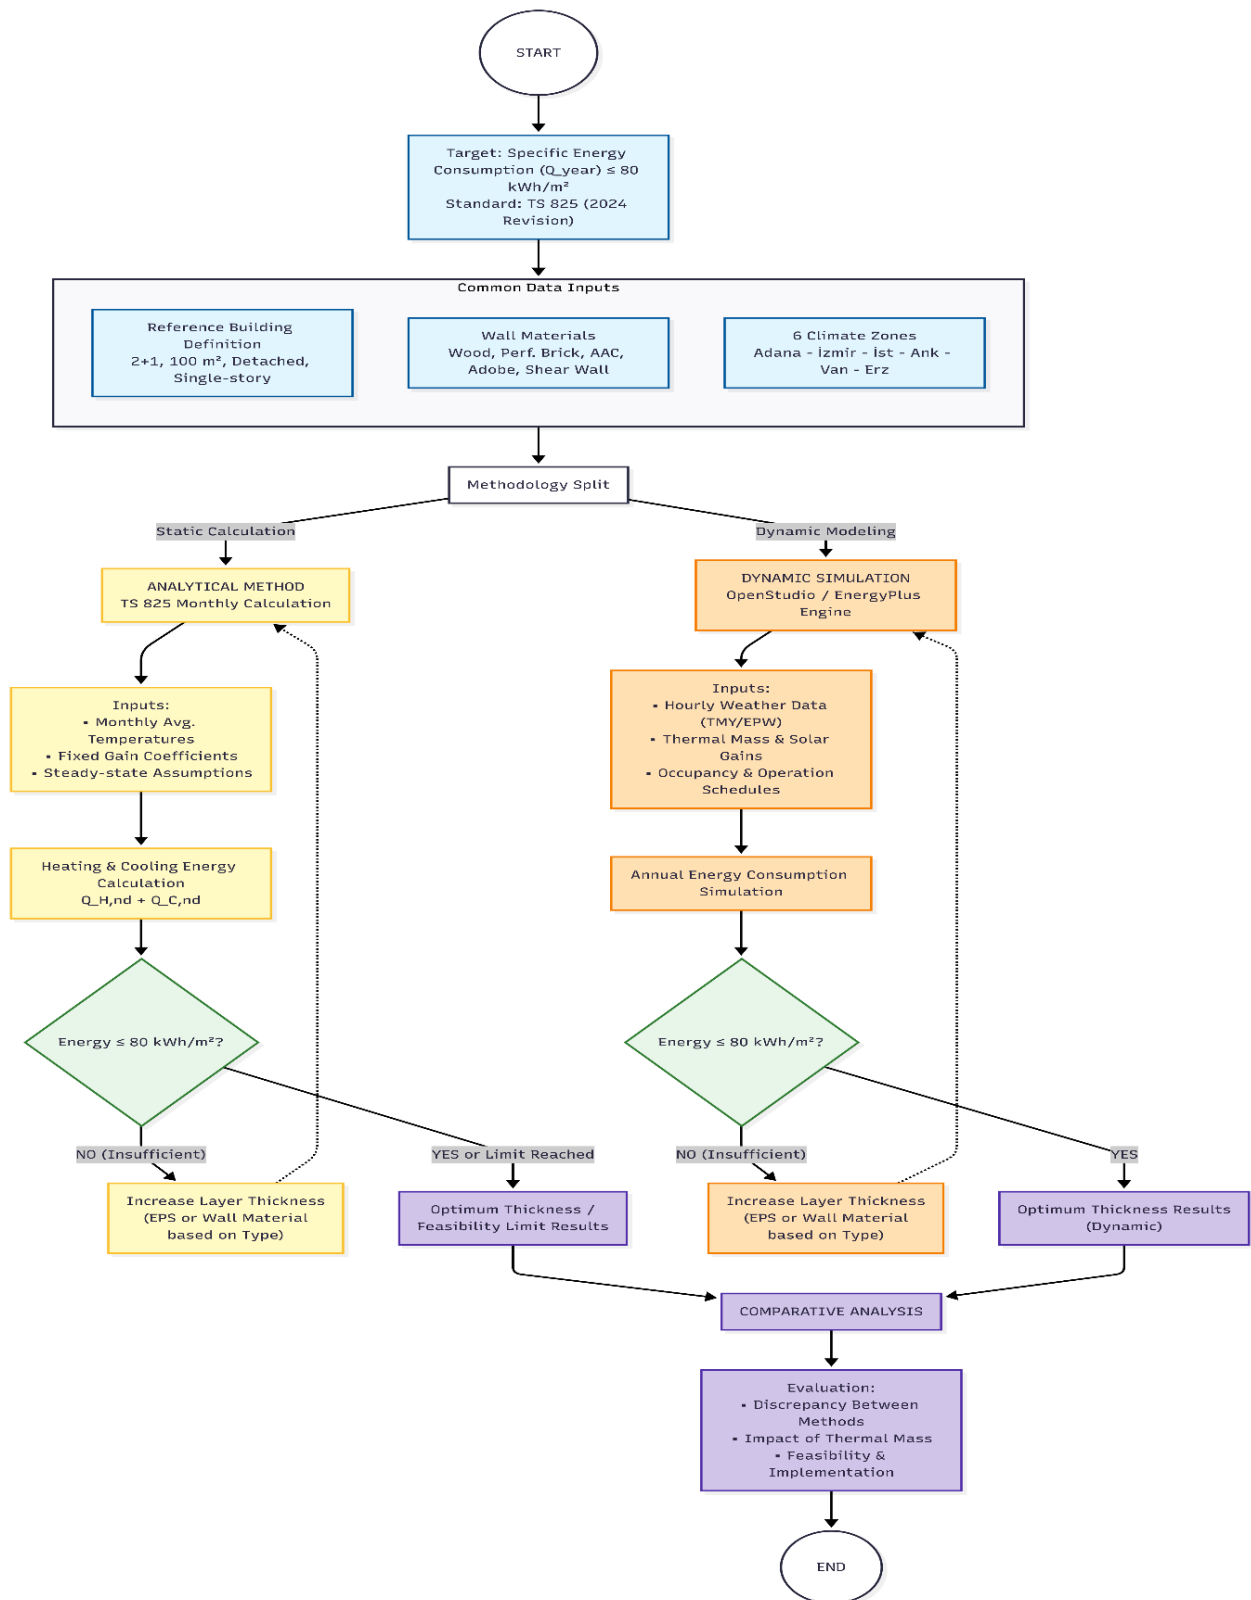 START
Target: Specific Energy
Consumption (Q_year) ≤ 80
kWh/m²
Standard: TS 825 (2024
Revision)
Common Data Inputs
Reference Building
Definition
2+1, 100 m², Detached,
Single-story
Wall Materials
Wood, Perf. Brick, AAC,
Adobe, Shear Wall
6 Climate Zones
Adana - İzmir - İst - Ank -
Van - Erz
Methodology Split
Static Calculation
Dynamic Modeling
ANALYTICAL METHOD
TS 825 Monthly Calculation
DYNAMIC SIMULATION
OpenStudio / EnergyPlus
Engine
Inputs:
▪ Monthly Avg.
Temperatures
▪ Fixed Gain Coefficients
▪ Steady-state Assumptions
Inputs:
▪ Hourly Weather Data
(TMY/EPW)
▪ Thermal Mass & Solar
Gains
▪ Occupancy & Operation
Schedules
Heating & Cooling Energy
Calculation
Q_H,nd + Q_C,nd
Annual Energy Consumption
Simulation
Energy ≤ 80 kWh/m²?
Energy ≤ 80 kWh/m²?
NO (Insufficient)
YES or Limit Reached
NO (Insufficient)
YES
Increase Layer Thickness
(EPS or Wall Material
based on Type)
Optimum Thickness /
Feasibility Limit Results
Increase Layer Thickness
(EPS or Wall Material
based on Type)
Optimum Thickness Results
(Dynamic)
COMPARATIVE ANALYSIS
Evaluation:
▪ Discrepancy Between
Methods
▪ Impact of Thermal Mass
▪ Feasibility &
Implementation
END